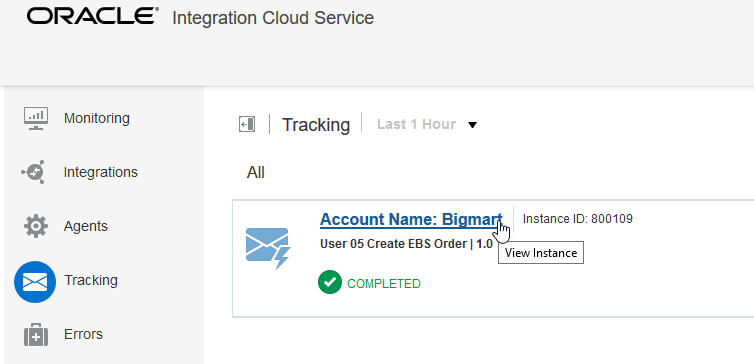 ORACLE® Integration Cloud Service
Monitoring
Integrations
Agents
Tracking
Errors
Tracking Last 1 Hour
All
Account Name: Bigmart Instance ID: 800109
User 05 Create EBS Order | 1.0
View Instance
COMPLETED